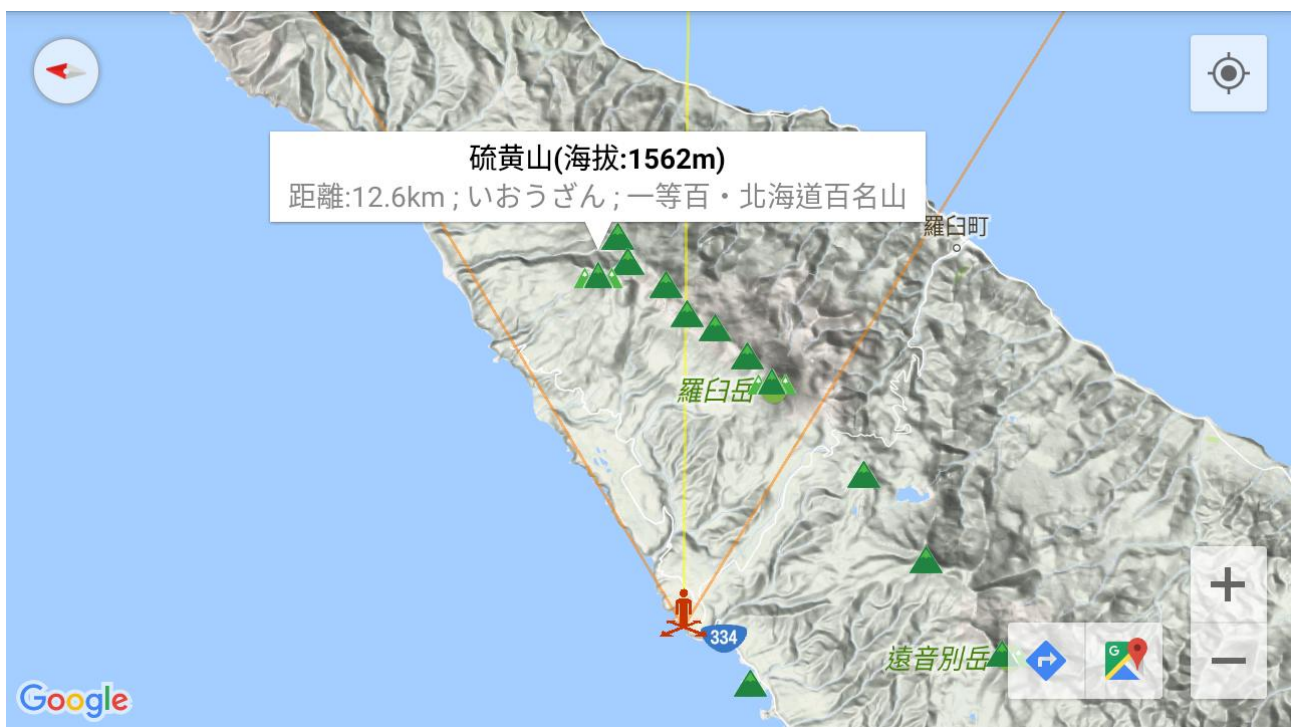 硫黄山(海拔:1562m)
距離:12.6km ; いおうざん ; 一等百・北海道百名山
羅臼町
羅臼岳
334
遠音別岳
G
Google